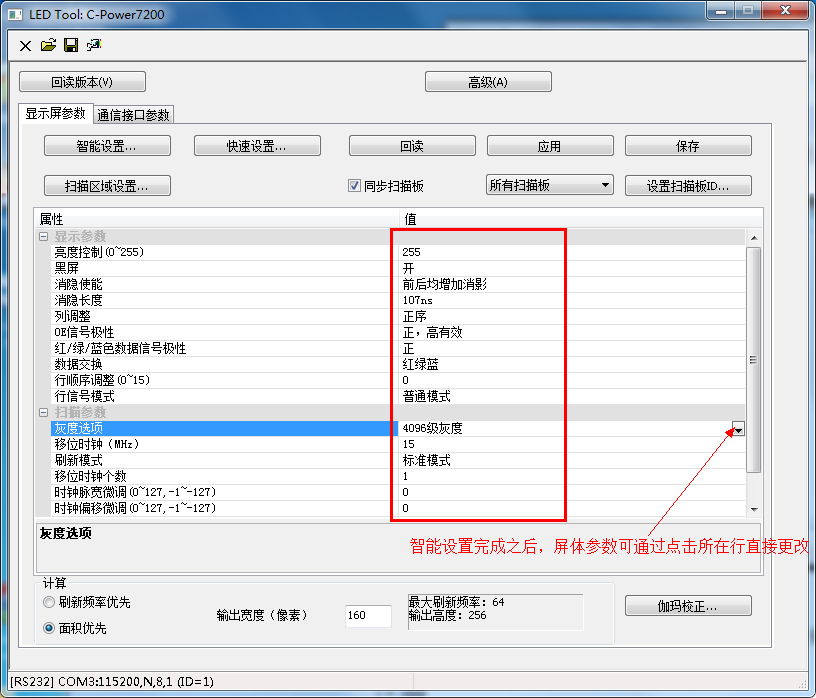 LED Tool: C-Power7200
回读版本(V)
高级(A)
显示屏参数 通信接口参数
智能设置... 快速设置... 回读 应用 保存
扫描区域设置... 同步扫描板 所有扫描板 设置扫描板ID...
属性 值
显示参数
亮度控制(0~255) 255
黑屏 开
消隐使能 前后均增加消影
消隐长度 107ns
列调整 正序
OE信号极性 正，高有效
红/绿/蓝色数据信号极性 正
数据交换 红绿蓝
行顺序调整(0~15) 0
行信号模式 普通模式
扫描参数
灰度选项 4096级灰度
移位时钟（MHz） 15
刷新模式 标准模式
移位时钟个数 1
时钟脉宽微调(0~127,-1~-127) 0
时钟偏移微调(0~127,-1~-127) 0
灰度选项
智能设置完成之后，屏体参数可通过点击所在行直接更改
计算
刷新频率优先
面积优先
输出宽度（像素） 160
最大刷新频率: 64
输出高度: 256
伽玛校正...
[RS232] COM3:115200,N,8,1 (ID=1)